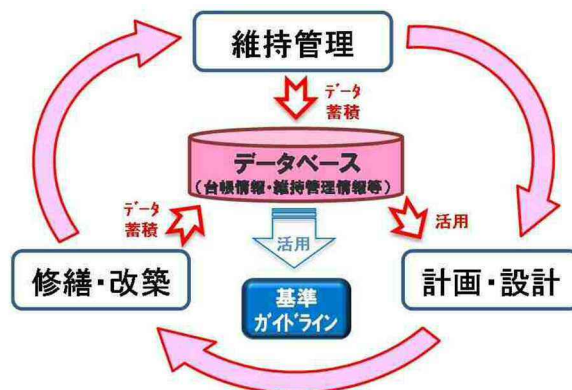 維持管理
データ
蓄積
データベース
（台帳情報・維持管理情報等）
データ
蓄積
活用
活用
修繕・改築
計画・設計
基準
ガイドライン